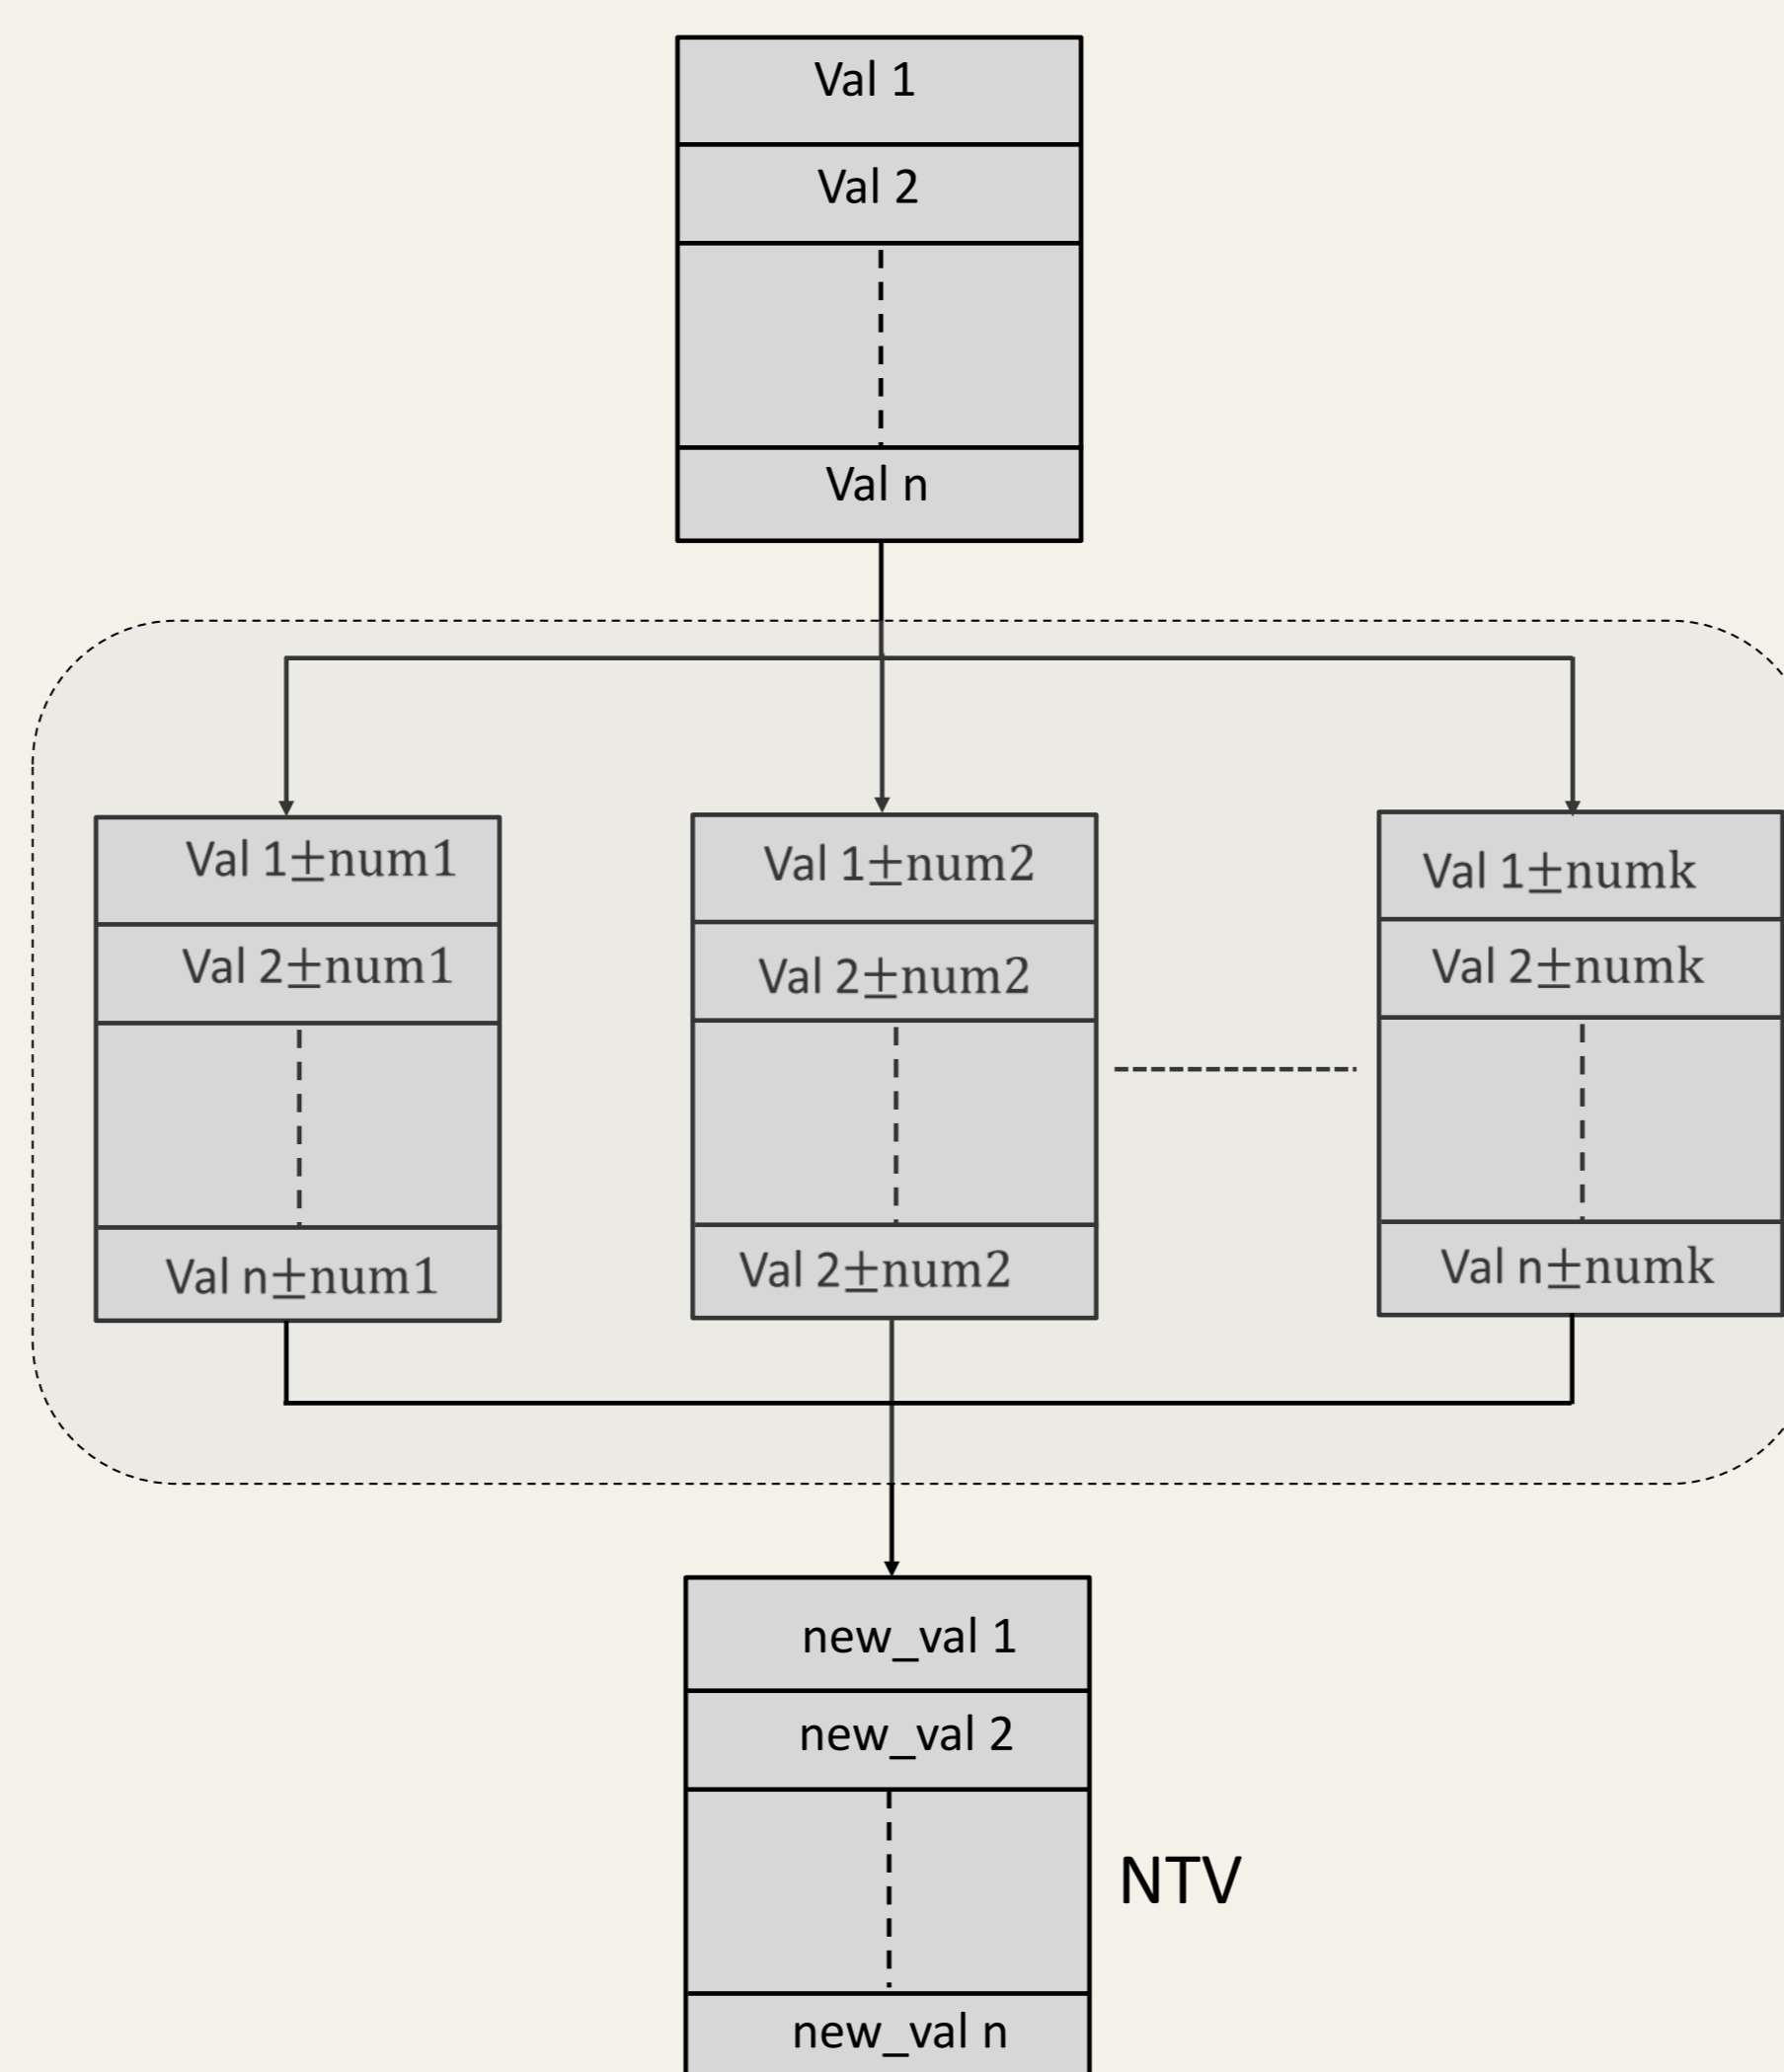 Val 1
Val 2
Val n
Val 1±num1
Val 2±num1
Val n±num1
Val 1±num2
Val 2±num2
Val 2±num2
Val 1±numk
Val 2±numk
Val n±numk
new_val 1
new_val 2
NTV
new_val n